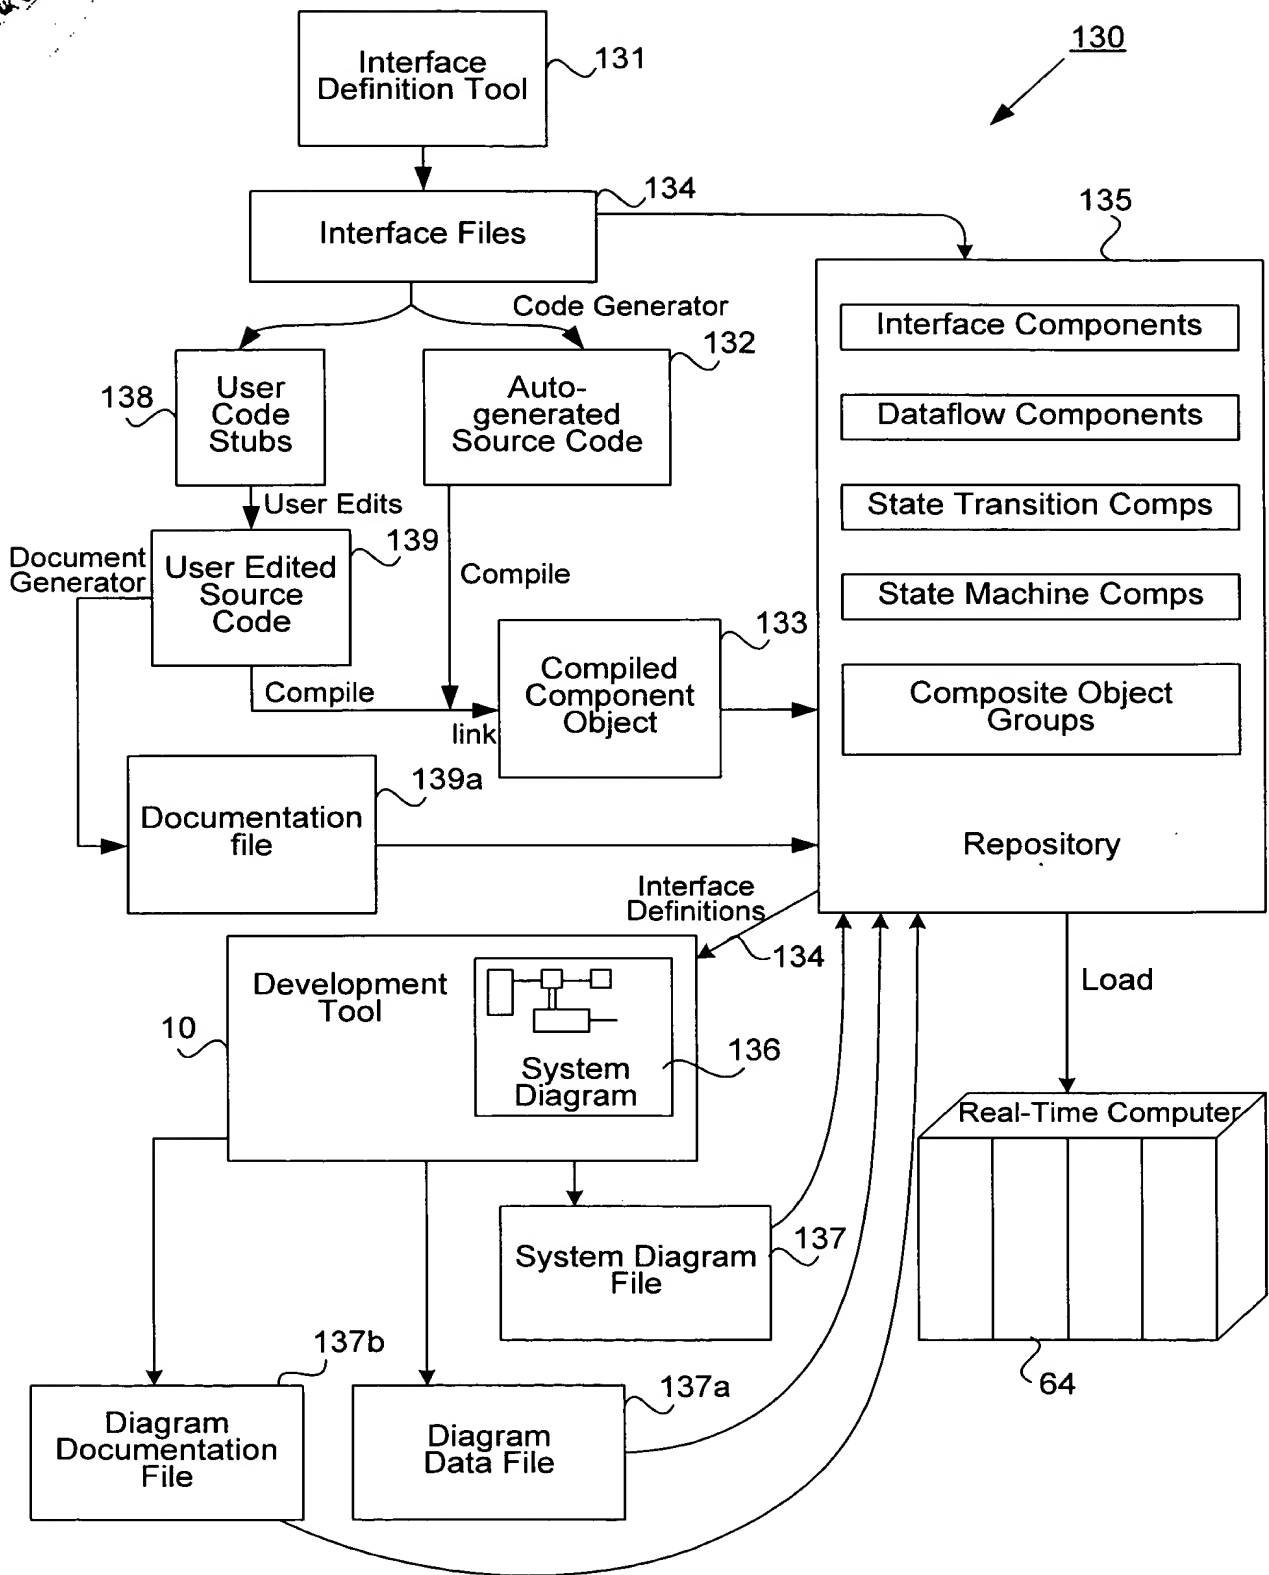 130
Interface
Definition Tool
131
134
Interface Files
135
Code Generator
Interface Components
132
User
Code
Stubs
138
Auto-
generated
Source Code
Dataflow Components
User Edits
State Transition Comps
Document
Generator
139
User Edited
Source
Code
Compile
State Machine Comps
133
Compiled
Component
Object
Compile
link
Composite Object
Groups
139a
Documentation
file
Repository
Interface
Definitions
134
Development
Tool
Load
10
136
System
Diagram
Real-Time Computer
System Diagram
File
137
137b
64
137a
Diagram
Documentation
File
Diagram
Data File